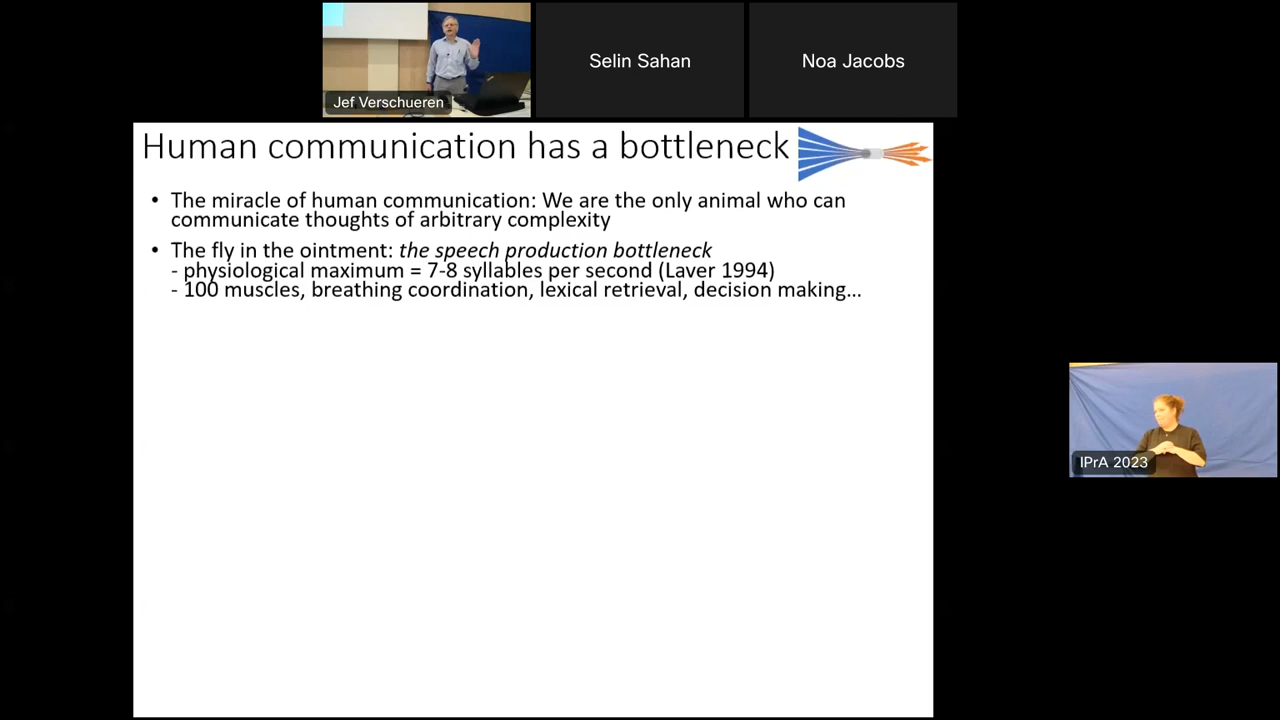 Jef Verschueren
Selin Sahan
Noa Jacobs
Human communication has a bottleneck
• The miracle of human communication: We are the only animal who can
communicate thoughts of arbitrary complexity
• The fly in the ointment: the speech production bottleneck
- physiological maximum = 7-8 syllables per second (Laver 1994)
- 100 muscles, breathing coordination, lexical retrieval, decision making...
IPrA 2023